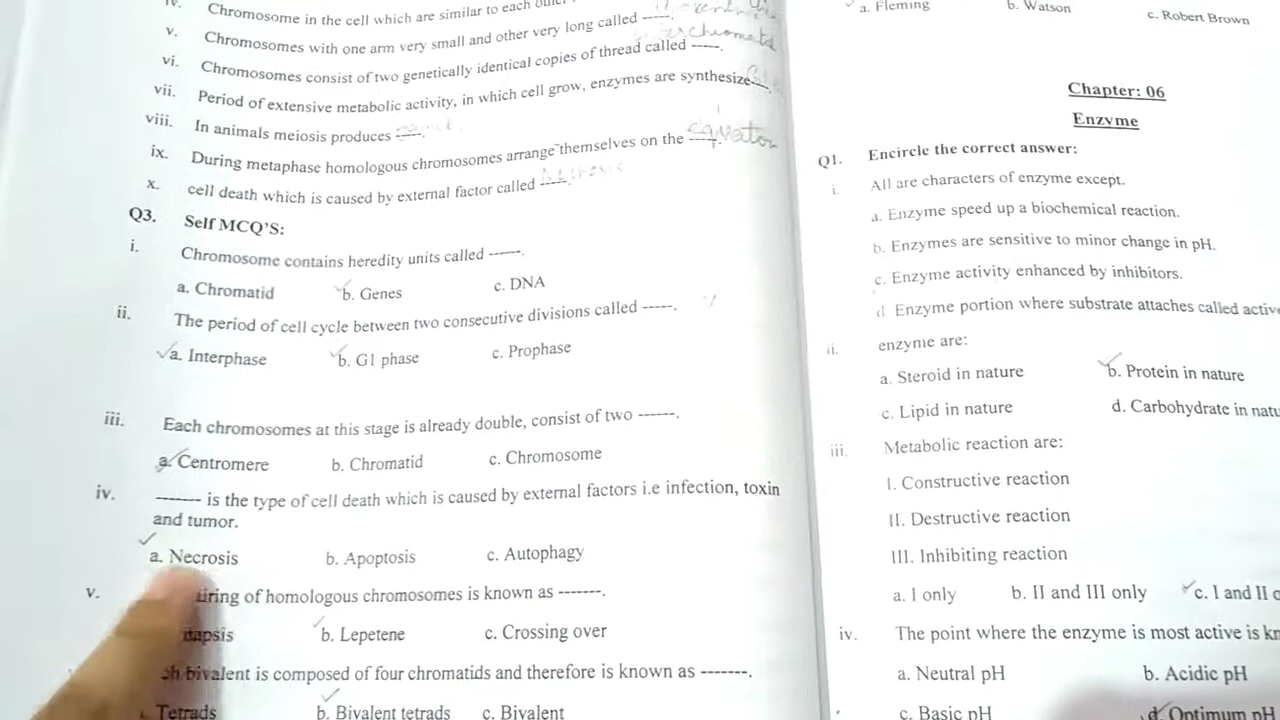 iv. Chromosome in the cell which are similar to each other
v. Chromosomes with one arm very small and other very long called -----.
vi. Chromosomes consist of two genetically identical copies of thread called -----.
vii. Period of extensive metabolic activity, in which cell grow, enzymes are synthesize
viii. In animals meiosis produces -----.
ix. During metaphase homologous chromosomes arrange themselves on the -----. equator
x. cell death which is caused by external factor called -----.
Q3. Self MCQ'S:
i. Chromosome contains heredity units called ------.
a. Chromatid b. Genes c. DNA
ii. The period of cell cycle between two consecutive divisions called -----.
a. Interphase b. G1 phase c. Prophase
iii. Each chromosomes at this stage is already double, consist of two ------.
a. Centromere b. Chromatid c. Chromosome
iv. ------- is the type of cell death which is caused by external factors i.e infection, toxin
and tumor.
a. Necrosis b. Apoptosis c. Autophagy
v. iring of homologous chromosomes is known as -------.
napsis b. Lepetene c. Crossing over
ch bivalent is composed of four chromatids and therefore is known as -------.
Tetrads b. Bivalent tetrads c. Bivalent
a. Fleming b. Watson c. Robert Brown
Chapter: 06
Enzyme
Q1. Encircle the correct answer:
i. All are characters of enzyme except.
a. Enzyme speed up a biochemical reaction.
b. Enzymes are sensitive to minor change in pH.
c. Enzyme activity enhanced by inhibitors.
d Enzyme portion where substrate attaches called active
ii. enzyme are:
a. Steroid in nature b. Protein in nature
c. Lipid in nature d. Carbohydrate in natu
iii. Metabolic reaction are:
I. Constructive reaction
II. Destructive reaction
III. Inhibiting reaction
a. I only b. II and III only c. I and II o
iv. The point where the enzyme is most active is kn
a. Neutral pH b. Acidic pH
c. Basic pH d. Optimum pH